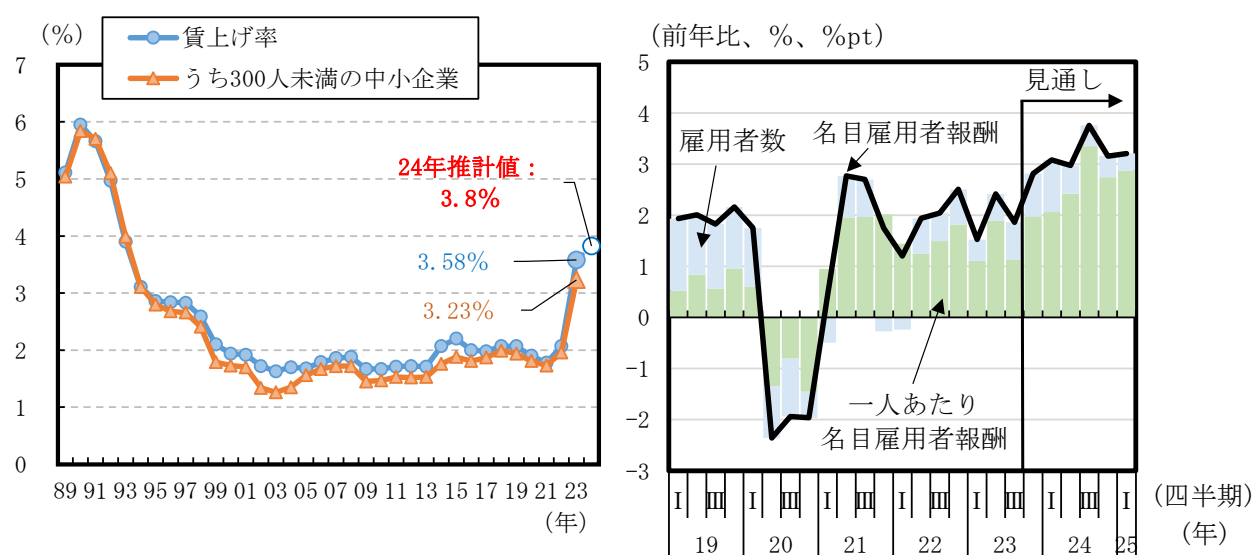 (%)
賃上げ率
うち300人未満の中小企業
7
6
5
4
3
2
1
0
24年推計値：
3.8%
3.58%
3.23%
89 91 93 95 97 99 01 03 05 07 09 11 13 15 17 19 21 23
(年)
(前年比、%、%pt)
5
4
3
2
1
0
-1
-2
-3
見通し
雇用者数
名目雇用者報酬
一人あたり
名目雇用者報酬
Ⅰ Ⅲ Ⅰ Ⅲ Ⅰ Ⅲ Ⅰ Ⅲ Ⅰ Ⅲ Ⅰ Ⅲ Ⅰ
(四半期)
19 20 21 22 23 24 25
(年)